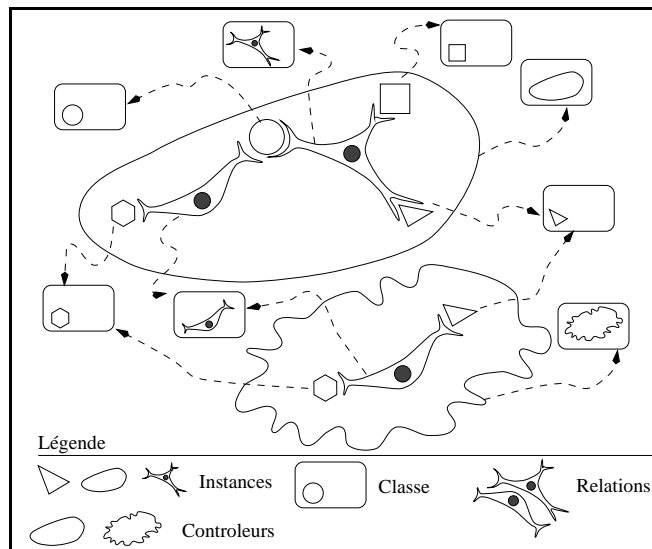 Légende
Instances
Classe
Relations
Controleurs